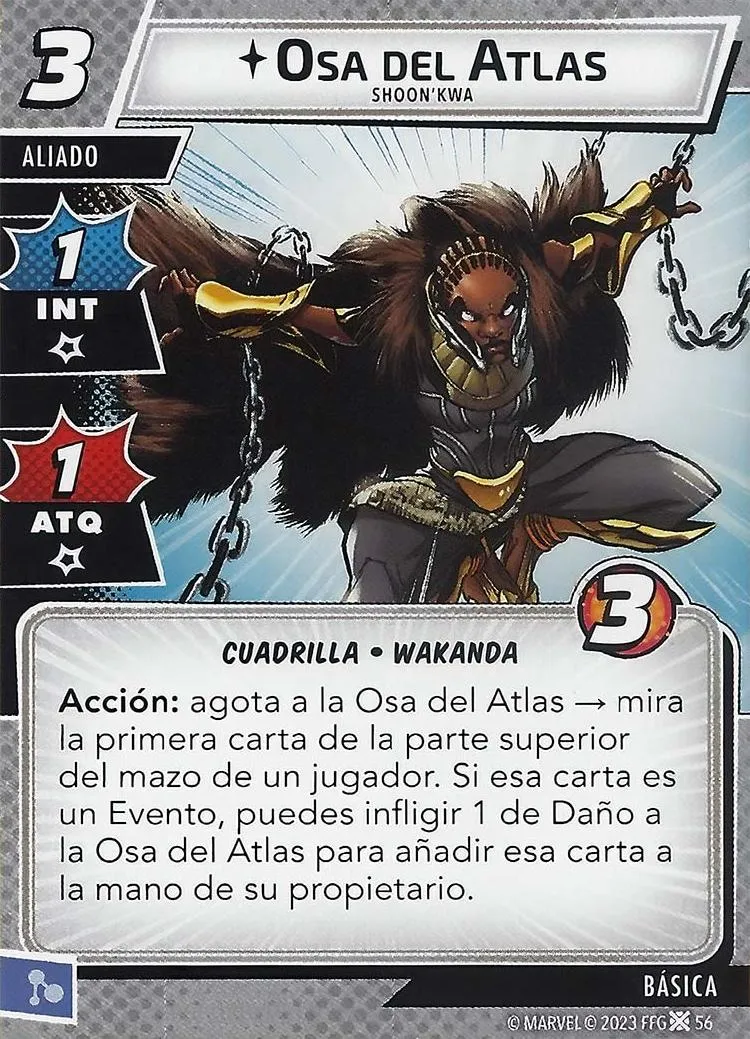 3
OSA DEL ATLAS
SHOON'KWA
ALIADO
1
INT
1
ATQ
3
CUADRILLA • WAKANDA
Acción: agota a la Osa del Atlas → mira
la primera carta de la parte superior
del mazo de un jugador. Si esa carta es
un Evento, puedes infligir 1 de Daño a
la Osa del Atlas para añadir esa carta a
la mano de su propietario.
BÁSICA
© MARVEL © 2023 FFG 56